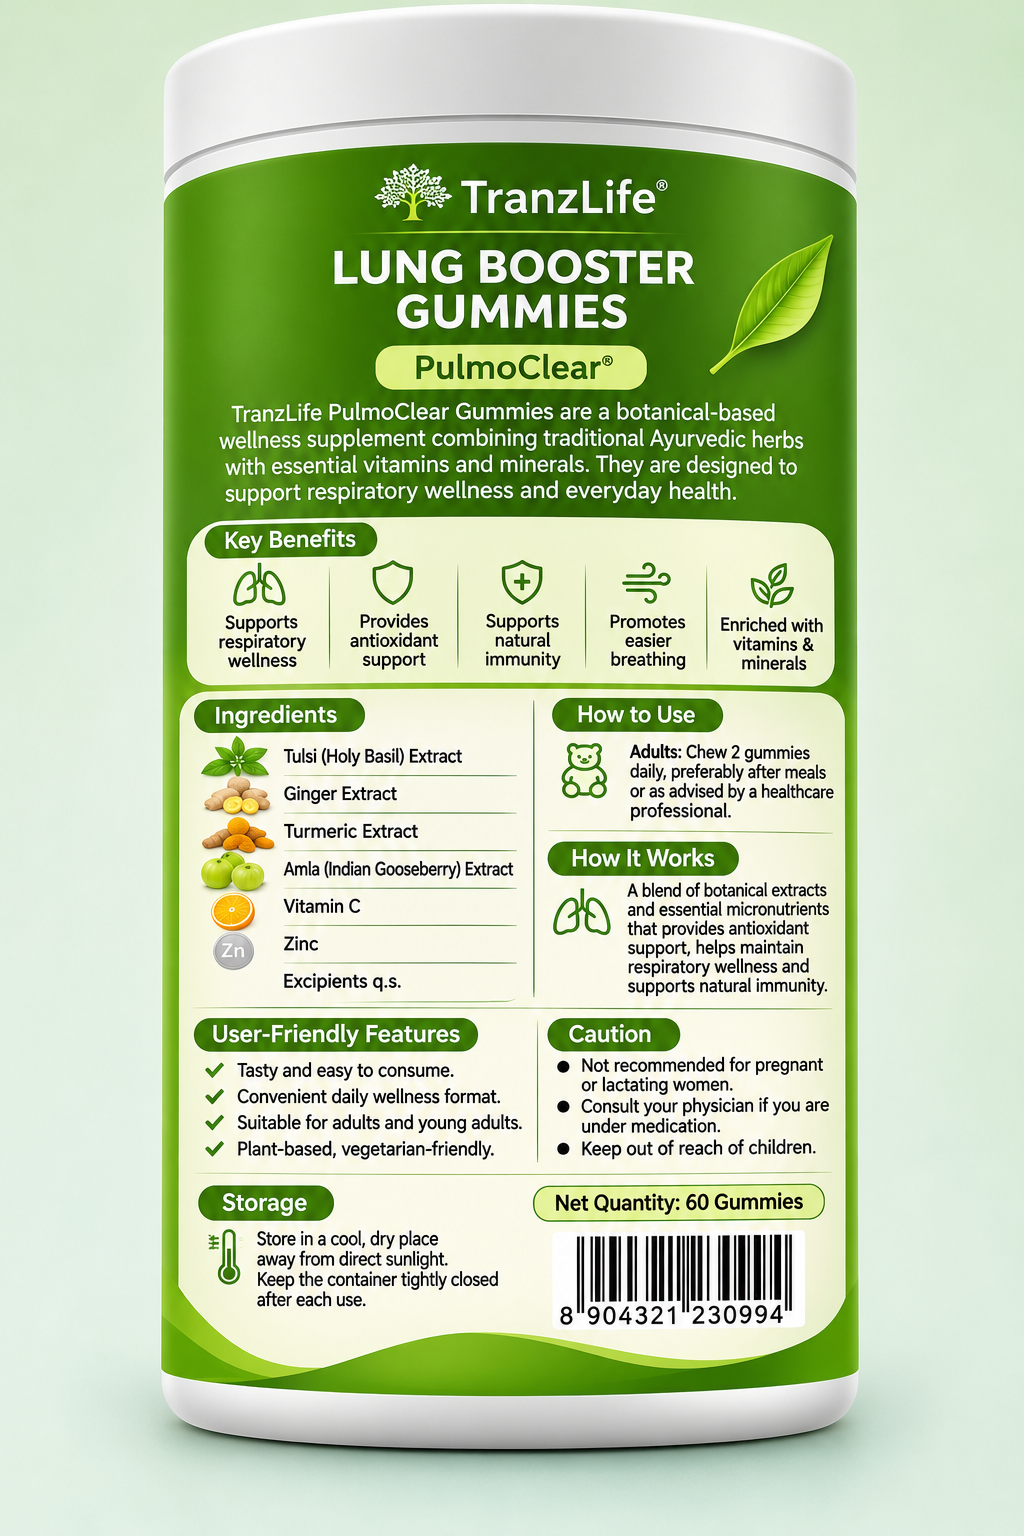 TranzLife®
LUNG BOOSTER
GUMMIES
PulmoClear®
TranzLife PulmoClear Gummies are a botanical-based
wellness supplement combining traditional Ayurvedic herbs
with essential vitamins and minerals. They are designed to
support respiratory wellness and everyday health.
Key Benefits
Supports
respiratory
wellness
Provides
antioxidant
support
Supports
natural
immunity
Promotes
easier
breathing
Enriched with
vitamins &
minerals
Ingredients
Tulsi (Holy Basil) Extract
Ginger Extract
Turmeric Extract
Amla (Indian Gooseberry) Extract
Vitamin C
Zn
Zinc
Excipients q.s.
How to Use
Adults: Chew 2 gummies
daily, preferably after meals
or as advised by a healthcare
professional.
How It Works
A blend of botanical extracts
and essential micronutrients
that provides antioxidant
support, helps maintain
respiratory wellness and
supports natural immunity.
User-Friendly Features
Tasty and easy to consume.
Convenient daily wellness format.
Suitable for adults and young adults.
Plant-based, vegetarian-friendly.
Caution
Not recommended for pregnant
or lactating women.
Consult your physician if you are
under medication.
Keep out of reach of children.
Storage
Store in a cool, dry place
away from direct sunlight.
Keep the container tightly closed
after each use.
Net Quantity: 60 Gummies
8 904321 230994